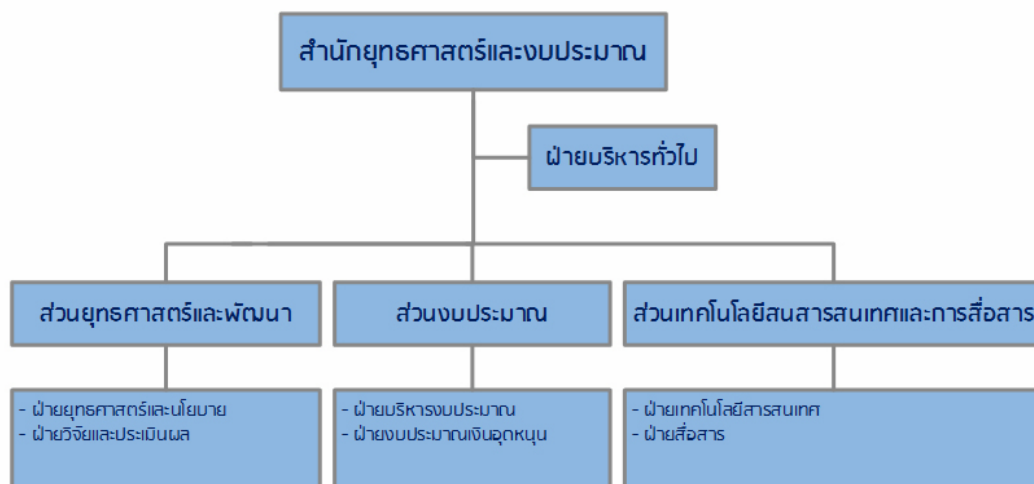 สำนักยุทธศาสตร์และงบประมาณ
ฝ่ายบริหารทั่วไป
ส่วนยุทธศาสตร์และพัฒนา
ส่วนงบประมาณ
ส่วนเทคโนโลยีสนสารสนเทศและการสื่อสาร
- ฝ่ายยุทธศาสตร์และนโยบาย
- ฝ่ายวิจัยและประเมินผล
- ฝ่ายบริหารงบประมาณ
- ฝ่ายงบประมาณเงินอุดหนุน
- ฝ่ายเทคโนโลยีสารสนเทศ
- ฝ่ายสื่อสาร